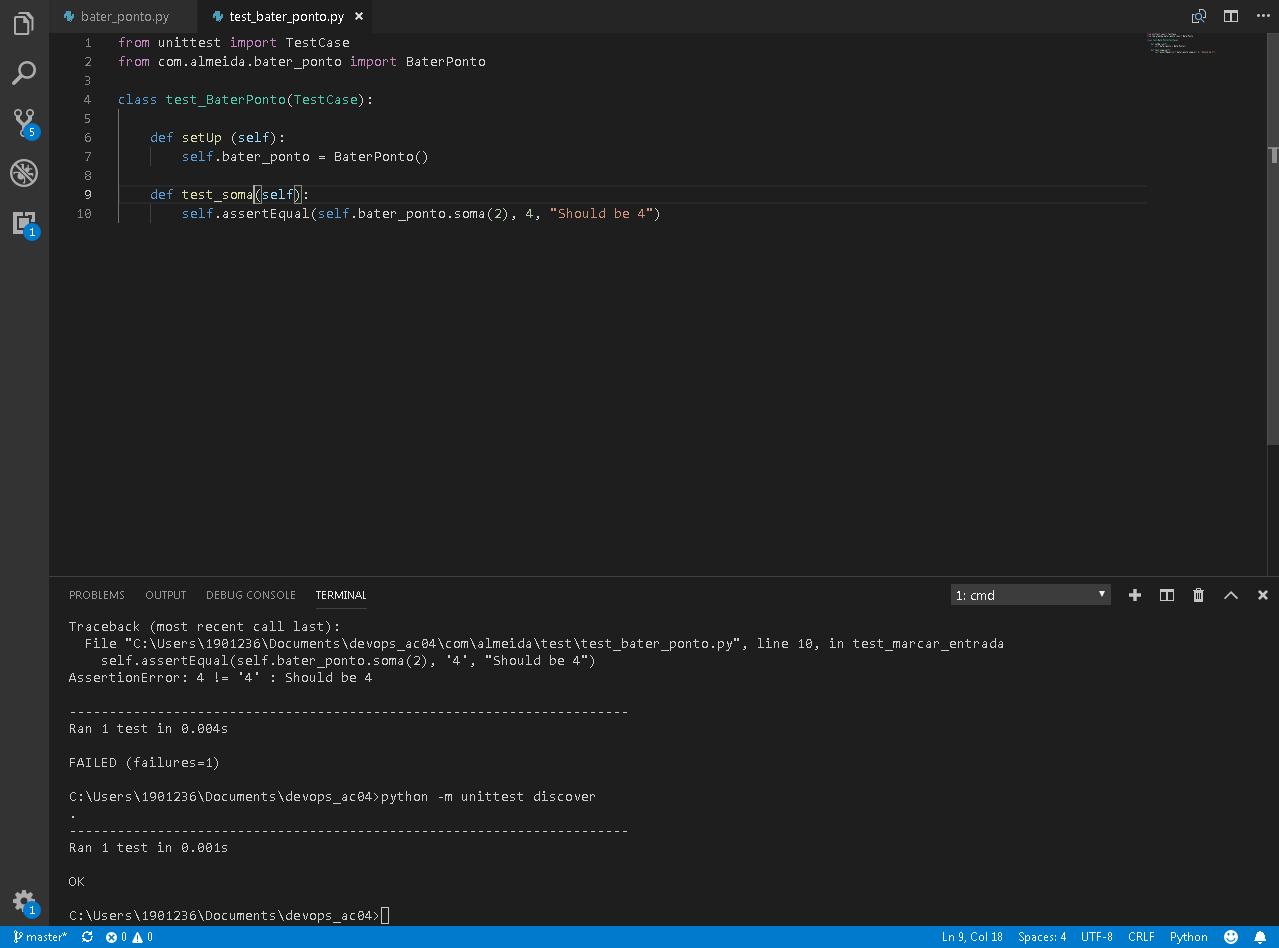 bater_ponto.py test_bater_ponto.py
1 from unittest import TestCase
2 from com.almeida.bater_ponto import BaterPonto
3
4 class test_BaterPonto(TestCase):
5
6 def setUp (self):
7 self.bater_ponto = BaterPonto()
8
9 def test_soma(self):
10 self.assertEqual(self.bater_ponto.soma(2), 4, "Should be 4")
5
1
PROBLEMS OUTPUT DEBUG CONSOLE TERMINAL 1: cmd
Traceback (most recent call last):
File "C:\Users\1901236\Documents\devops_ac04\com\almeida\test\test_bater_ponto.py", line 10, in test_marcar_entrada
self.assertEqual(self.bater_ponto.soma(2), '4', "Should be 4")
AssertionError: 4 != '4' : Should be 4
----------------------------------------------------------------------
Ran 1 test in 0.004s
FAILED (failures=1)
C:\Users\1901236\Documents\devops_ac04>python -m unittest discover
.
----------------------------------------------------------------------
Ran 1 test in 0.001s
OK
C:\Users\1901236\Documents\devops_ac04>
1
master* 0 0 Ln 9, Col 18 Spaces: 4 UTF-8 CRLF Python